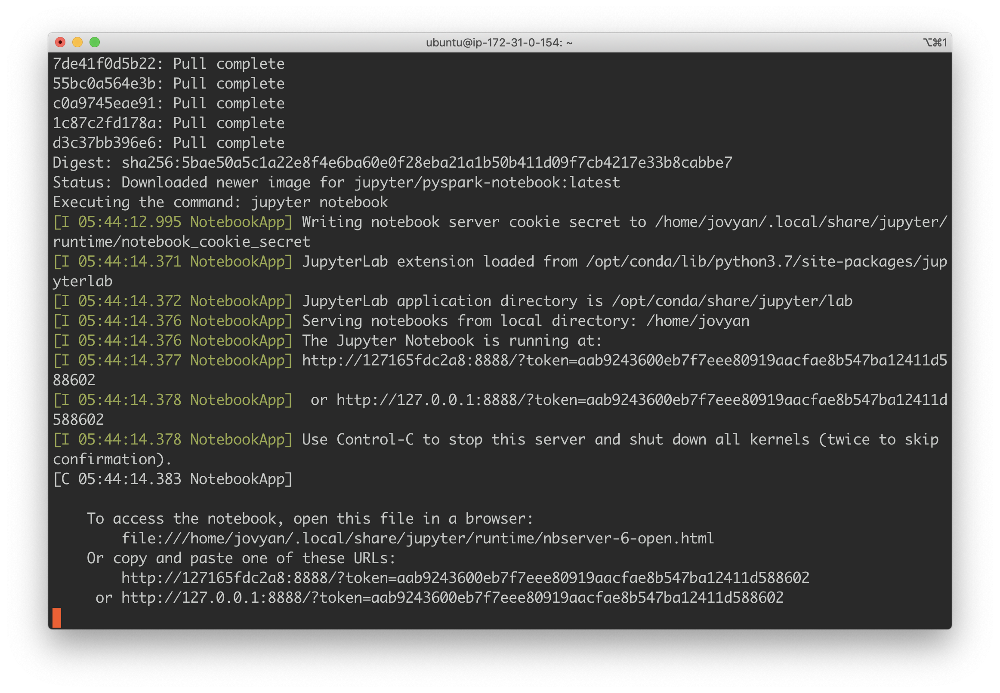 ubuntu@ip-172-31-0-154: ~
⌥⌘1
7de41f0d5b22: Pull complete
55bc0a564e3b: Pull complete
c0a9745eae91: Pull complete
1c87c2fd178a: Pull complete
d3c37bb396e6: Pull complete
Digest: sha256:5bae50a5c1a22e8f4e6ba60e0f28eba21a1b50b411d09f7cb4217e33b8cabbe7
Status: Downloaded newer image for jupyter/pyspark-notebook:latest
Executing the command: jupyter notebook
[I 05:44:12.995 NotebookApp] Writing notebook server cookie secret to /home/jovyan/.local/share/jupyter/
runtime/notebook_cookie_secret
[I 05:44:14.371 NotebookApp] JupyterLab extension loaded from /opt/conda/lib/python3.7/site-packages/jup
yterlab
[I 05:44:14.372 NotebookApp] JupyterLab application directory is /opt/conda/share/jupyter/lab
[I 05:44:14.376 NotebookApp] Serving notebooks from local directory: /home/jovyan
[I 05:44:14.376 NotebookApp] The Jupyter Notebook is running at:
[I 05:44:14.377 NotebookApp] http://127165fdc2a8:8888/?token=aab9243600eb7f7eee80919aacfae8b547ba12411d5
88602
[I 05:44:14.378 NotebookApp]  or http://127.0.0.1:8888/?token=aab9243600eb7f7eee80919aacfae8b547ba12411d
588602
[I 05:44:14.378 NotebookApp] Use Control-C to stop this server and shut down all kernels (twice to skip
confirmation).
[C 05:44:14.383 NotebookApp]
To access the notebook, open this file in a browser:
file:///home/jovyan/.local/share/jupyter/runtime/nbserver-6-open.html
Or copy and paste one of these URLs:
http://127165fdc2a8:8888/?token=aab9243600eb7f7eee80919aacfae8b547ba12411d588602
or http://127.0.0.1:8888/?token=aab9243600eb7f7eee80919aacfae8b547ba12411d588602